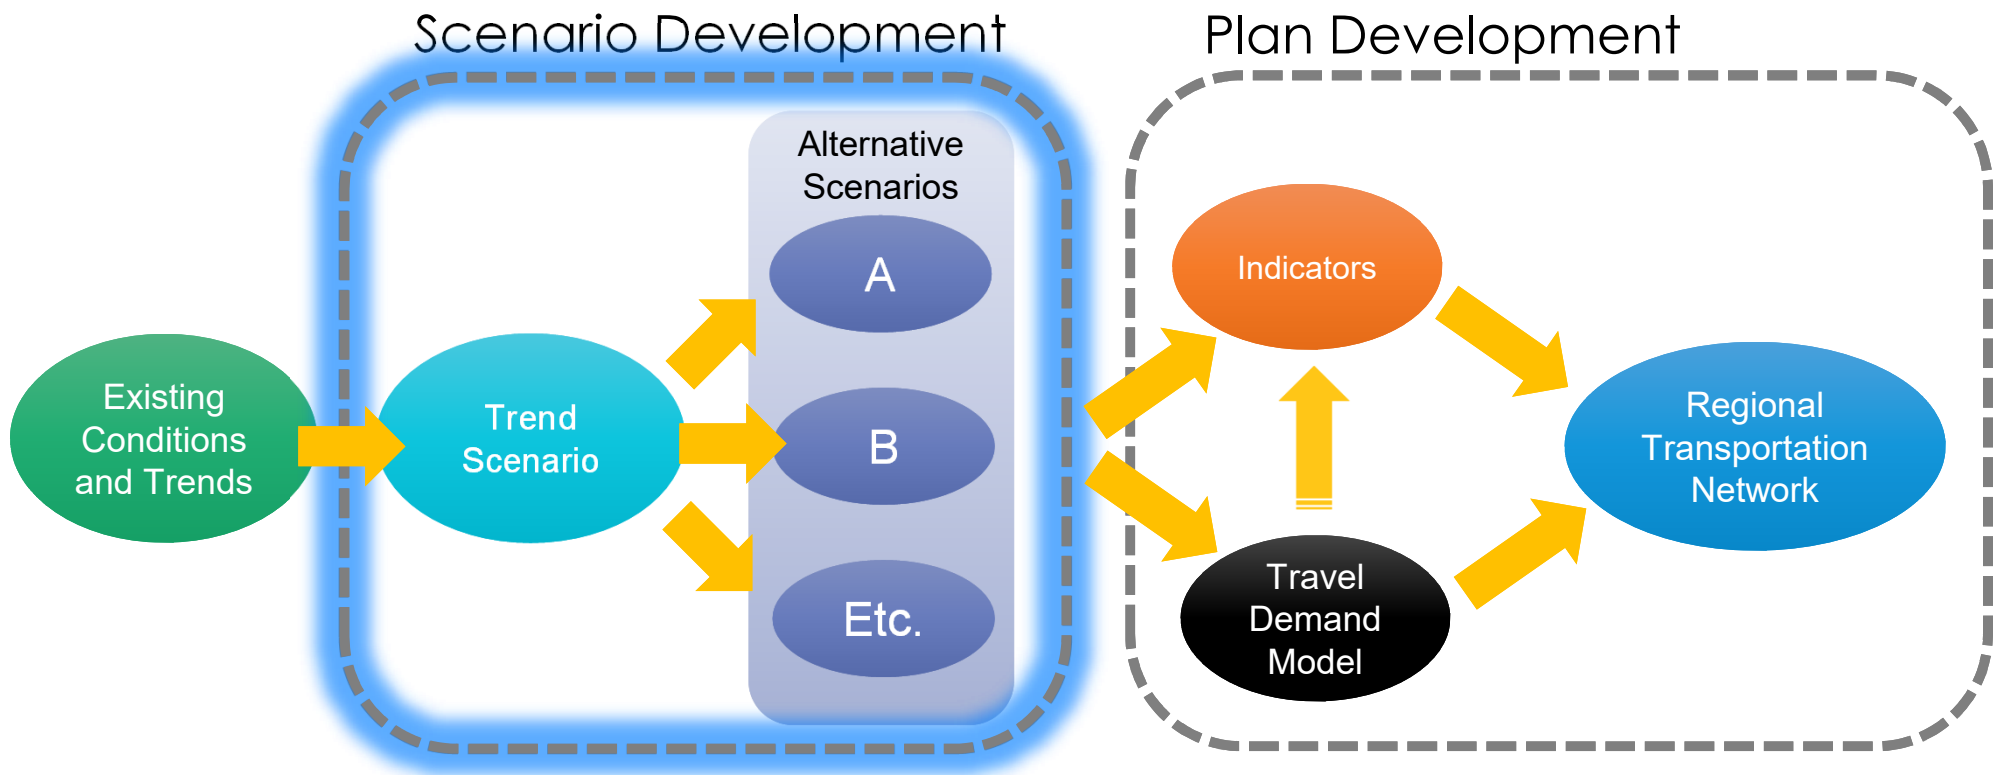 Scenario Development
Plan Development
Alternative
Scenarios
A
B
Etc.
Existing
Conditions
and Trends
Trend
Scenario
Indicators
Travel
Demand
Model
Regional
Transportation
Network